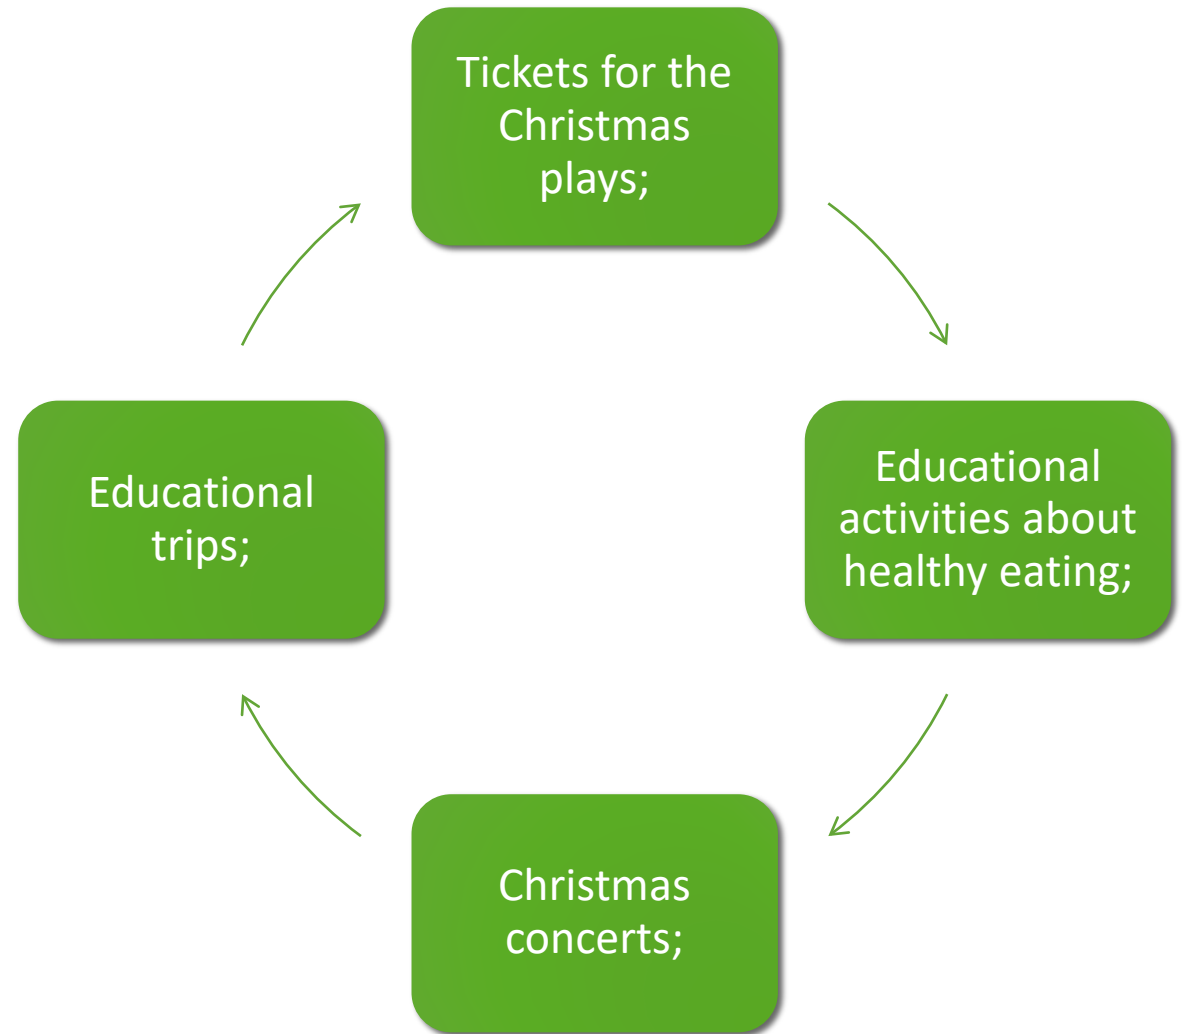 Tickets for the
Christmas
plays;
Educational
activities about
healthy eating;
Christmas
concerts;
Educational
trips;